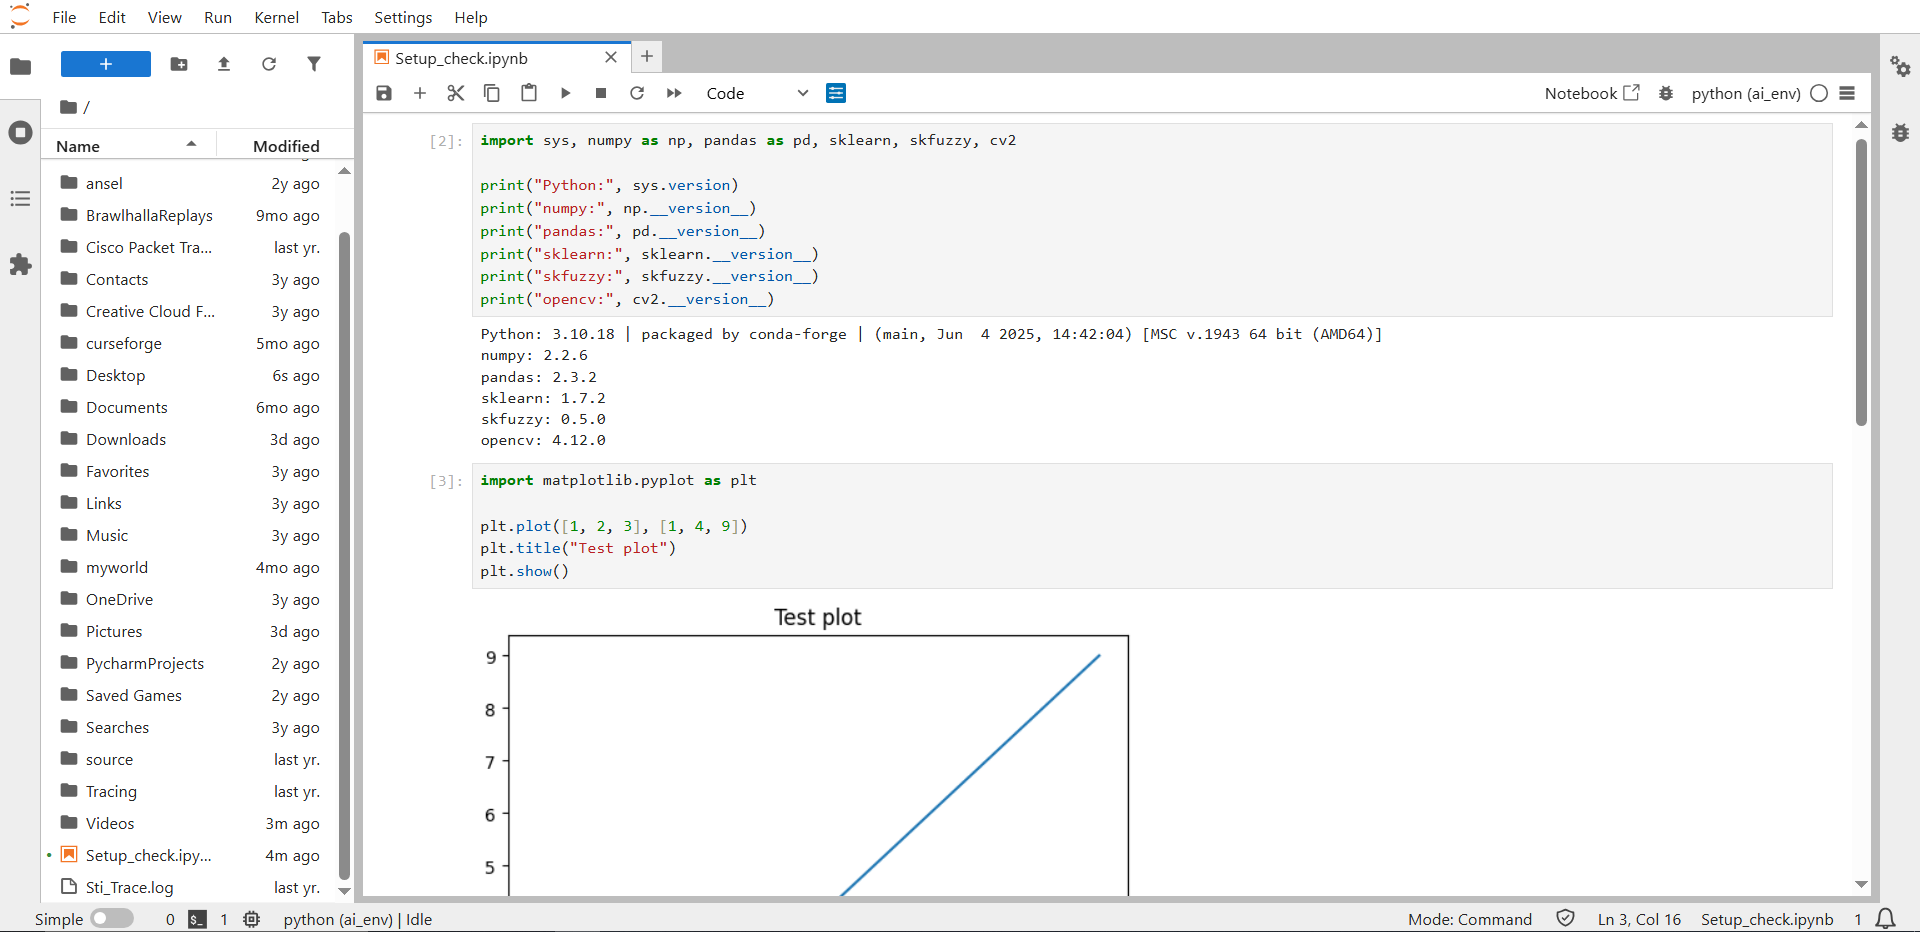 File Edit View Run Kernel Tabs Settings Help
Setup_check.ipynb
Code
Notebook
python (ai_env)
/
Name Modified
ansel 2y ago
BrawlhallaReplays 9mo ago
Cisco Packet Tra... last yr.
Contacts 3y ago
Creative Cloud F... 3y ago
curseforge 5mo ago
Desktop 6s ago
Documents 6mo ago
Downloads 3d ago
Favorites 3y ago
Links 3y ago
Music 3y ago
myworld 4mo ago
OneDrive 3y ago
Pictures 3d ago
PycharmProjects 2y ago
Saved Games 2y ago
Searches 3y ago
source last yr.
Tracing last yr.
Videos 3m ago
Setup_check.ipy... 4m ago
Sti_Trace.log last yr.
[2]:
import sys, numpy as np, pandas as pd, sklearn, skfuzzy, cv2
print("Python:", sys.version)
print("numpy:", np.__version__)
print("pandas:", pd.__version__)
print("sklearn:", sklearn.__version__)
print("skfuzzy:", skfuzzy.__version__)
print("opencv:", cv2.__version__)
Python: 3.10.18 | packaged by conda-forge | (main, Jun  4 2025, 14:42:04) [MSC v.1943 64 bit (AMD64)]
numpy: 2.2.6
pandas: 2.3.2
sklearn: 1.7.2
skfuzzy: 0.5.0
opencv: 4.12.0
[3]:
import matplotlib.pyplot as plt
plt.plot([1, 2, 3], [1, 4, 9])
plt.title("Test plot")
plt.show()
Test plot
9
8
7
6
5
Simple 0 $_ 1 python (ai_env) | Idle
Mode: Command Ln 3, Col 16 Setup_check.ipynb 1